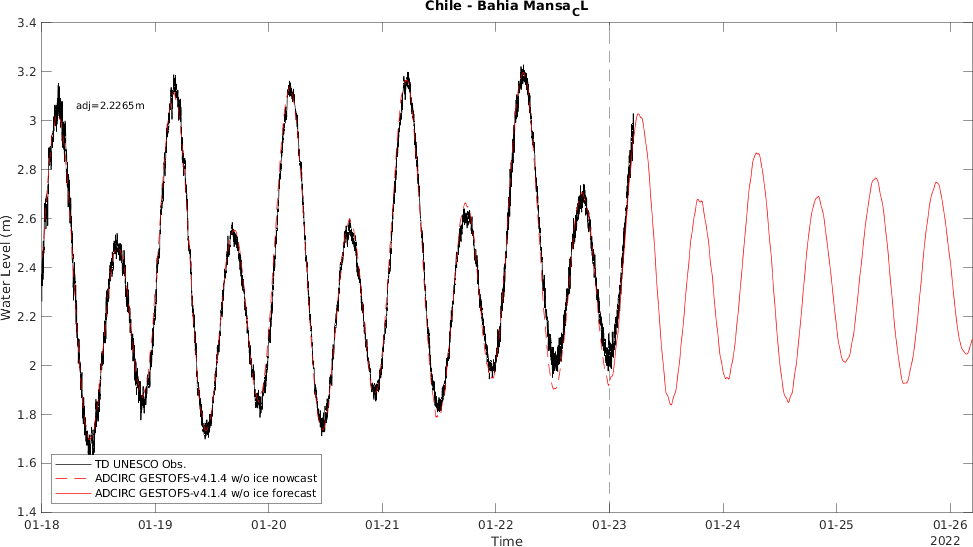 Chile - Bahia Mansa_CL
3.4
3.2
3
2.8
2.6
2.4
2.2
2
1.8
1.6
1.4
Water Level (m)
adj=2.2265m
TD UNESCO Obs.
ADCIRC GESTOFS-v4.1.4 w/o ice nowcast
ADCIRC GESTOFS-v4.1.4 w/o ice forecast
01-18 01-19 01-20 01-21 01-22 01-23 01-24 01-25 01-26
Time 2022